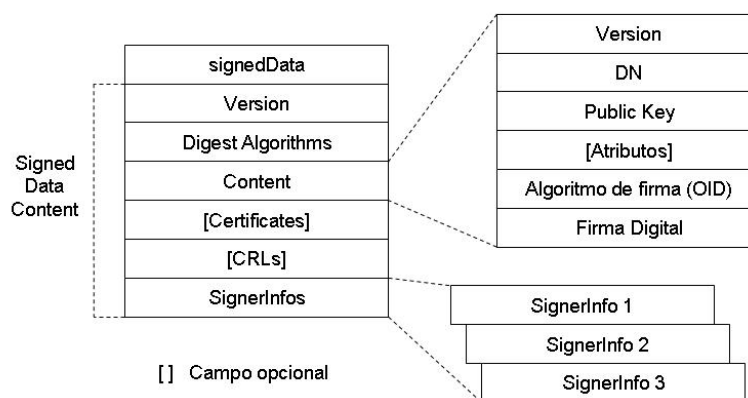 signedData
Version
Digest Algorithms
Content
[Certificates]
[CRLs]
SignerInfos
Signed
Data
Content
Version
DN
Public Key
[Atributos]
Algoritmo de firma (OID)
Firma Digital
SignerInfo 1
SignerInfo 2
SignerInfo 3
[ ] Campo opcional